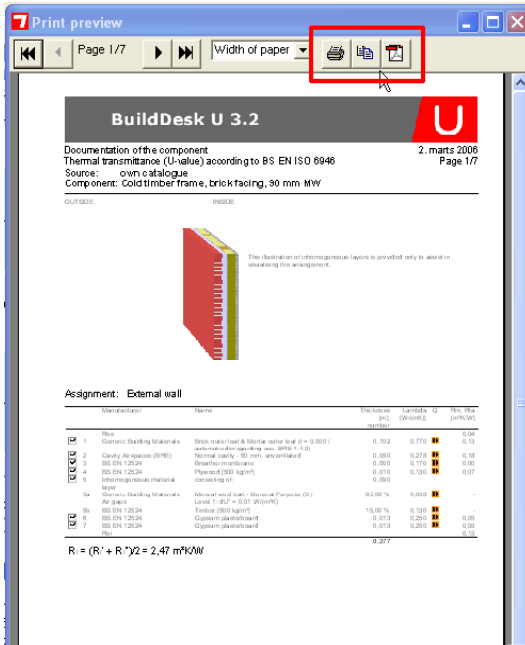 Print preview
Page 1/7
Width of paper
BuildDesk U 3.2
U
Documentation of the component
2. marts 2006
Thermal transmittance (U-value) according to BS EN ISO 6946
Page 1/7
Source: own catalogue
Component: Cold timber frame, brick facing, 90 mm MW
OUTSIDE INSIDE
The illustration of inhomogeneous layers is provided only to assist in
visualising the arrangement.
Assignment: External wall
Manufacturer Name Thickness Lambda Q Rm, Rta
[m], [W/(mK)] [m²K/W]
number
Rse 0,04
1 Generic Building Materials Brick outer leaf & Mortar outer leaf 0,102 0,770 0,13
2 Cavity Airspaces (BRE) Normal cavity - 50 mm, unventilated 0,050 0,278 0,18
3 BS EN 12524 Breather membrane 0,000 0,170 0,00
4 BS EN 12524 Plywood [500 kg/m³] 0,010 0,130 0,07
5 Inhomogeneous material consisting of: 0,090
layer
5a Generic Building Materials Mineral wool batt - General Purpose
Air gaps Level 1: dU" = 0.01 W/(m²K)
5b BS EN 12524 Timber [500 kg/m³] 15,00 % 0,130 -
6 BS EN 12524 Gypsum plasterboard 0,013 0,250 0,05
7 BS EN 12524 Gypsum plasterboard 0,013 0,250 0,05
Rsi 0,13
0,277
= (R' + R")/2 = 2,47 m²K/W